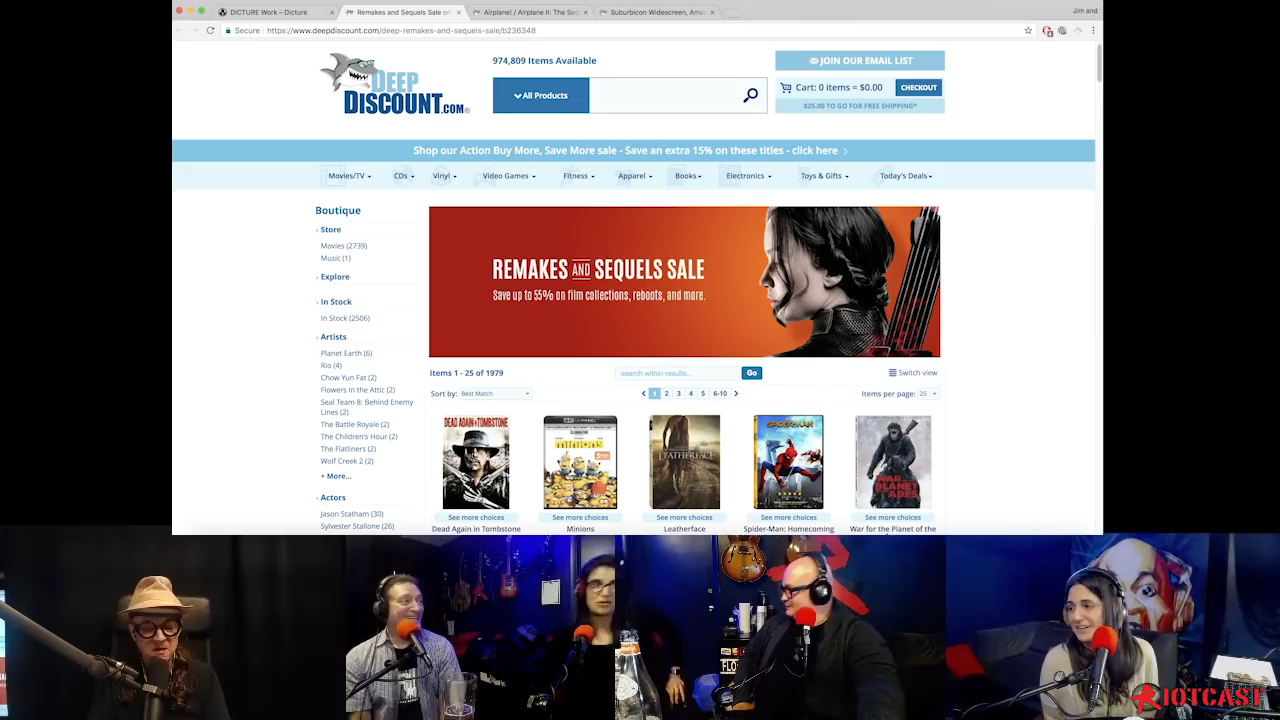 DICTURE Work – Dicture
Remakes and Sequels Sale on
Airplane! / Airplane II: The Seq
Suburbicon Widescreen, Ama
Jim and
Secure
https://www.deepdiscount.com/deep-remakes-and-sequels-sale/b236348
DEEP
DISCOUNT.COM®
974,809 Items Available
All Products
JOIN OUR EMAIL LIST
Cart: 0 items = $0.00
CHECKOUT
$25.00 TO GO FOR FREE SHIPPING*
Shop our Action Buy More, Save More sale - Save an extra 15% on these titles - click here
Movies/TV
CDs
Vinyl
Video Games
Fitness
Apparel
Books
Electronics
Toys & Gifts
Today's Deals
Boutique
Store
Movies (2739)
Music (1)
Explore
In Stock
In Stock (2506)
Artists
Planet Earth (6)
Rio (4)
Chow Yun Fat (2)
Flowers In the Attic (2)
Seal Team 8: Behind Enemy
Lines (2)
The Battle Royale (2)
The Children's Hour (2)
The Flatliners (2)
Wolf Creek 2 (2)
+ More...
Actors
Jason Statham (30)
Sylvester Stallone (26)
REMAKES AND SEQUELS SALE
Save up to 55% on film collections, reboots, and more.
Items 1 - 25 of 1979
search within results...
Go
Switch view
Sort by: Best Match
1 2 3 4 5 6-10
Items per page: 25
DEAD AGAIN IN TOMBSTONE
MINIONS
LEATHERFACE
SPIDER-MAN
WAR PLANET APES
See more choices
See more choices
See more choices
See more choices
See more choices
Dead Again in Tombstone
Minions
Leatherface
Spider-Man: Homecoming
War for the Planet of the
RIOTCAST